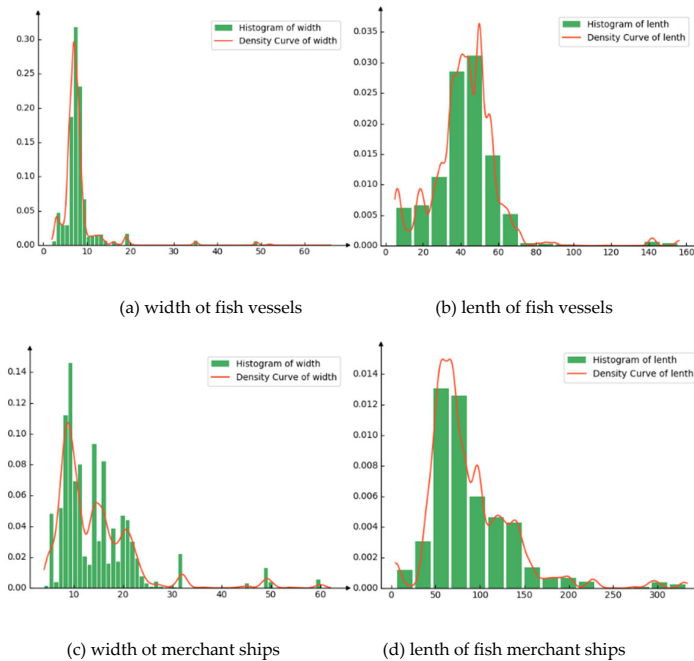 Histogram of width
Density Curve of width
0.30
0.25
0.20
0.15
0.10
0.05
0.00
0 10 20 30 40 50 60
(a) width ot fish vessels
Histogram of lenth
Density Curve of lenth
0.035
0.030
0.025
0.020
0.015
0.010
0.005
0.000
0 20 40 60 80 100 120 140 160
(b) lenth of fish vessels
Histogram of width
Density Curve of width
0.14
0.12
0.10
0.08
0.06
0.04
0.02
0.00
10 20 30 40 50 60
(c) width ot merchant ships
Histogram of lenth
Density Curve of lenth
0.014
0.012
0.010
0.008
0.006
0.004
0.002
0.000
0 50 100 150 200 250 300
(d) lenth of fish merchant ships